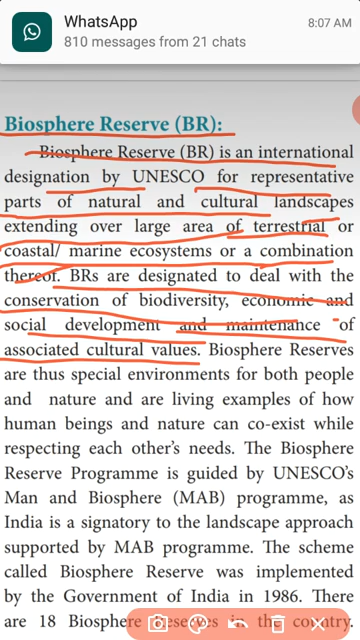 WhatsApp
8:07 AM
810 messages from 21 chats
Biosphere Reserve (BR):
Biosphere Reserve (BR) is an international
designation by UNESCO for representative
parts of natural and cultural landscapes
extending over large area of terrestrial or
coastal/ marine ecosystems or a combination
thereof. BRs are designated to deal with the
conservation of biodiversity, economic and
social development and maintenance of
associated cultural values. Biosphere Reserves
are thus special environments for both people
and nature and are living examples of how
human beings and nature can co-exist while
respecting each other's needs. The Biosphere
Reserve Programme is guided by UNESCO's
Man and Biosphere (MAB) programme, as
India is a signatory to the landscape approach
supported by MAB programme. The scheme
called Biosphere Reserve was implemented
by the Government of India in 1986. There
are 18 Biosphere Reserves in the country.